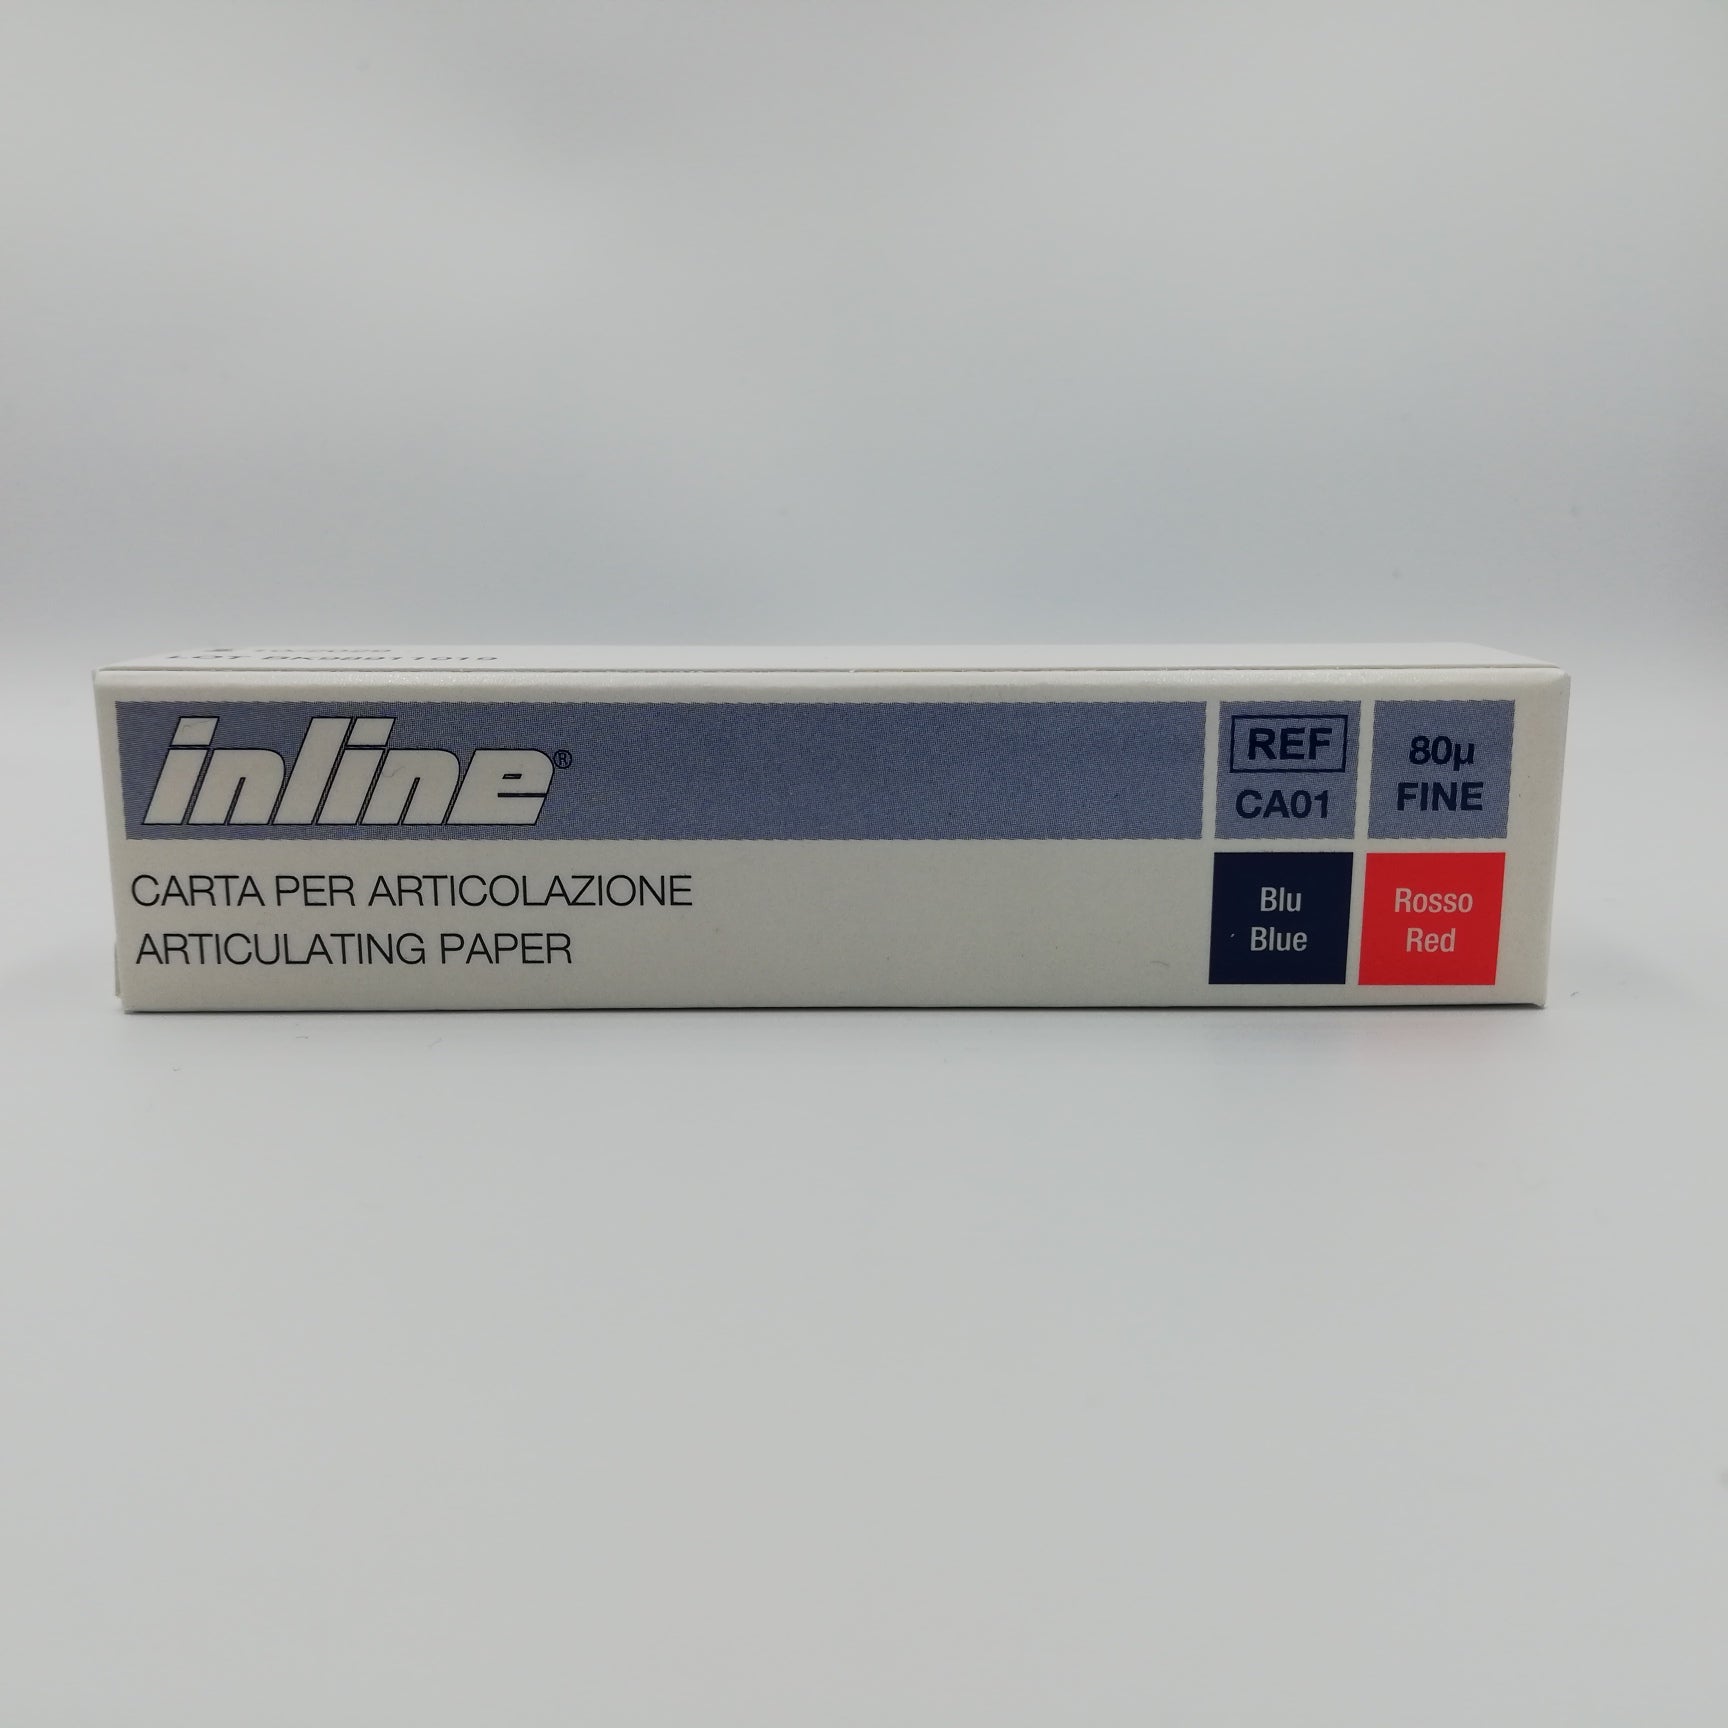 inline®
REF
CA01
80µ
FINE
CARTA PER ARTICOLAZIONE
ARTICULATING PAPER
Blu
Blue
Rosso
Red